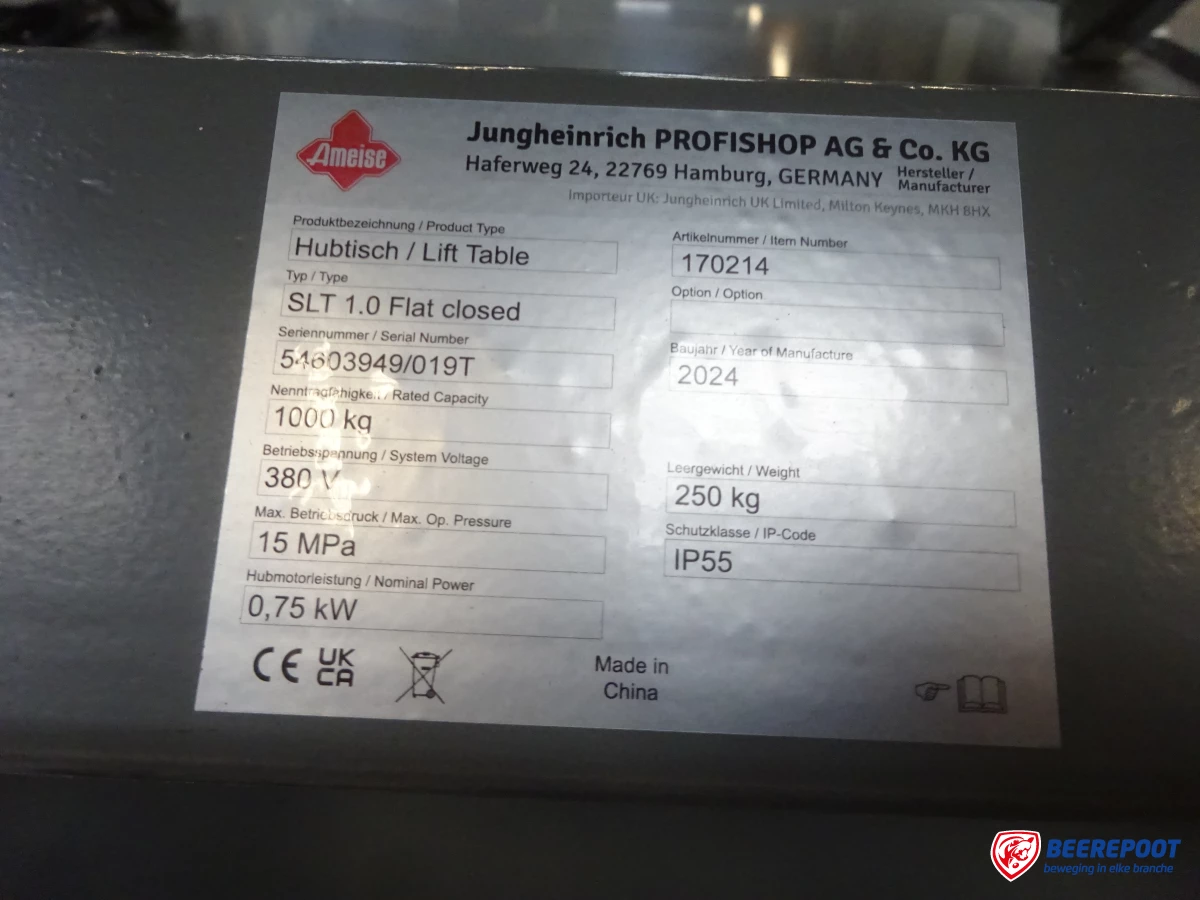 Ameise
Jungheinrich PROFISHOP AG & Co. KG
Haferweg 24, 22769 Hamburg, GERMANY Hersteller / Manufacturer
Importeur UK: Jungheinrich UK Limited, Milton Keynes, MKH 8HX
Produktbezeichnung / Product Type
Hubtisch / Lift Table
Artikelnummer / Item Number
170214
Typ / Type
SLT 1.0 Flat closed
Option / Option
Seriennummer / Serial Number
54603949/019T
Baujahr / Year of Manufacture
2024
Nenntragfähigkeit / Rated Capacity
1000 kg
Betriebsspennung / System Voltage
380 V
Leergewicht / Weight
250 kg
Max. Betriebsdruck / Max. Op. Pressure
15 MPa
Schutzklasse / IP-Code
IP55
Hubmotorleistung / Nominal Power
0,75 kW
CE UK
CA
Made in
China
BEEREPOOT
beweging in elke branche